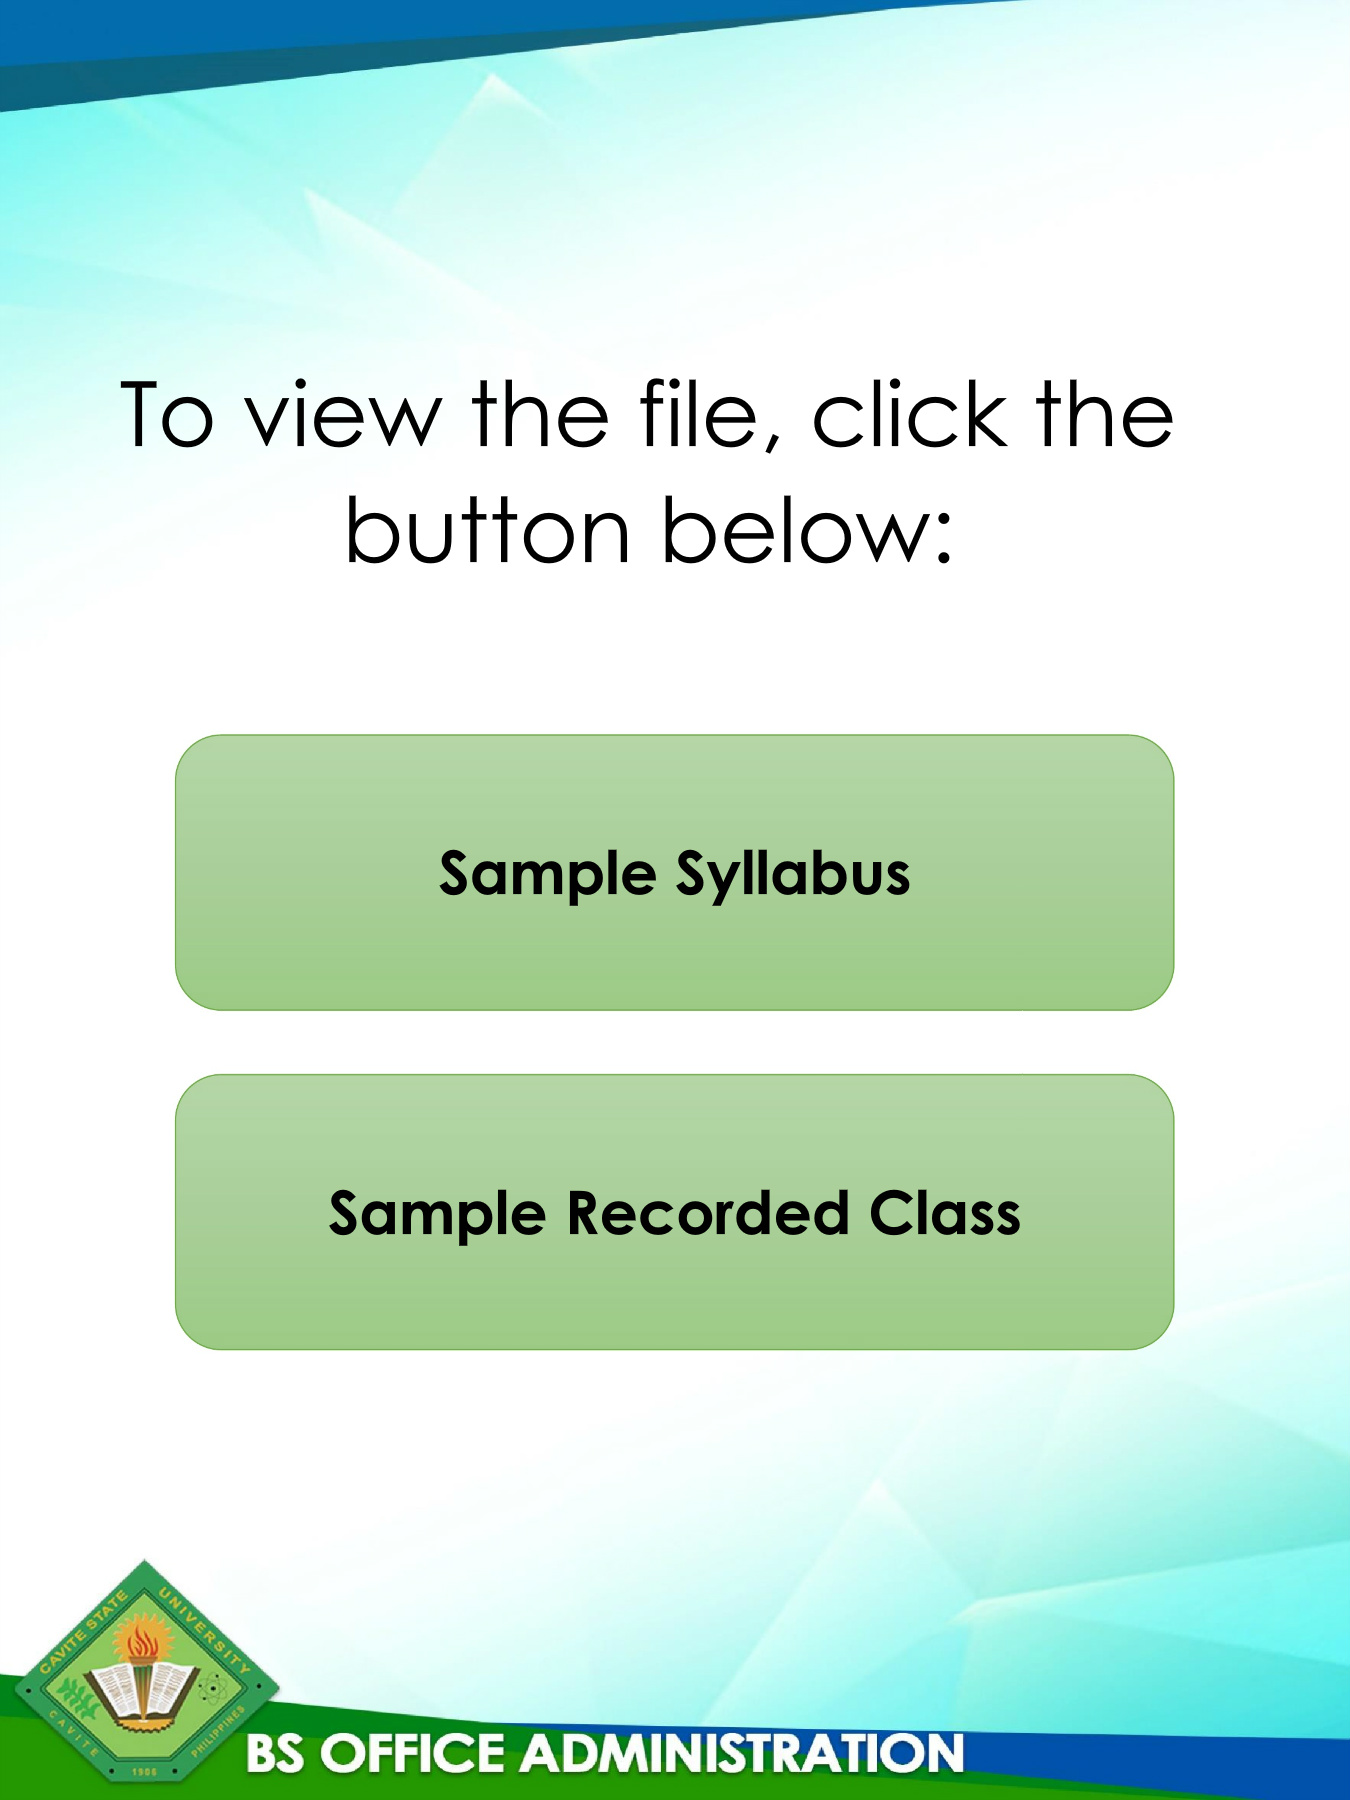 To view the file, click the
button below:
Sample Syllabus
Sample Recorded Class
CAVITE STATE UNIVERSITY
CAVITE PHILIPPINES
1906
BS OFFICE ADMINISTRATION